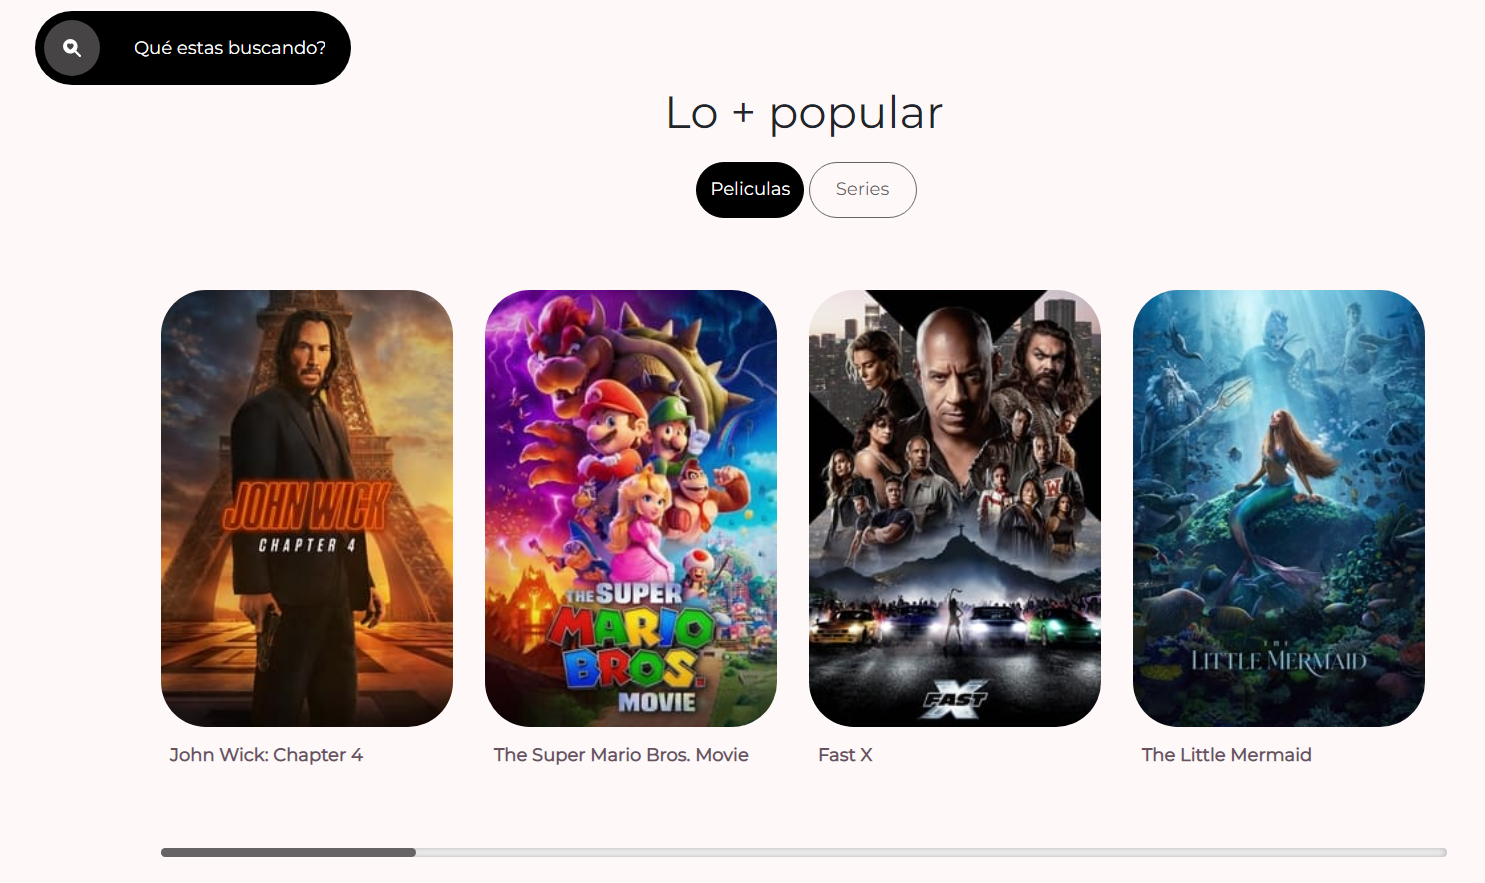 Qué estas buscando?
Lo + popular
Peliculas
Series
JOHN WICK
CHAPTER 4
THE SUPER
MARIO
BROS.
MOVIE
W
FAST
X
THE
LITTLE MERMAID
John Wick: Chapter 4
The Super Mario Bros. Movie
Fast X
The Little Mermaid